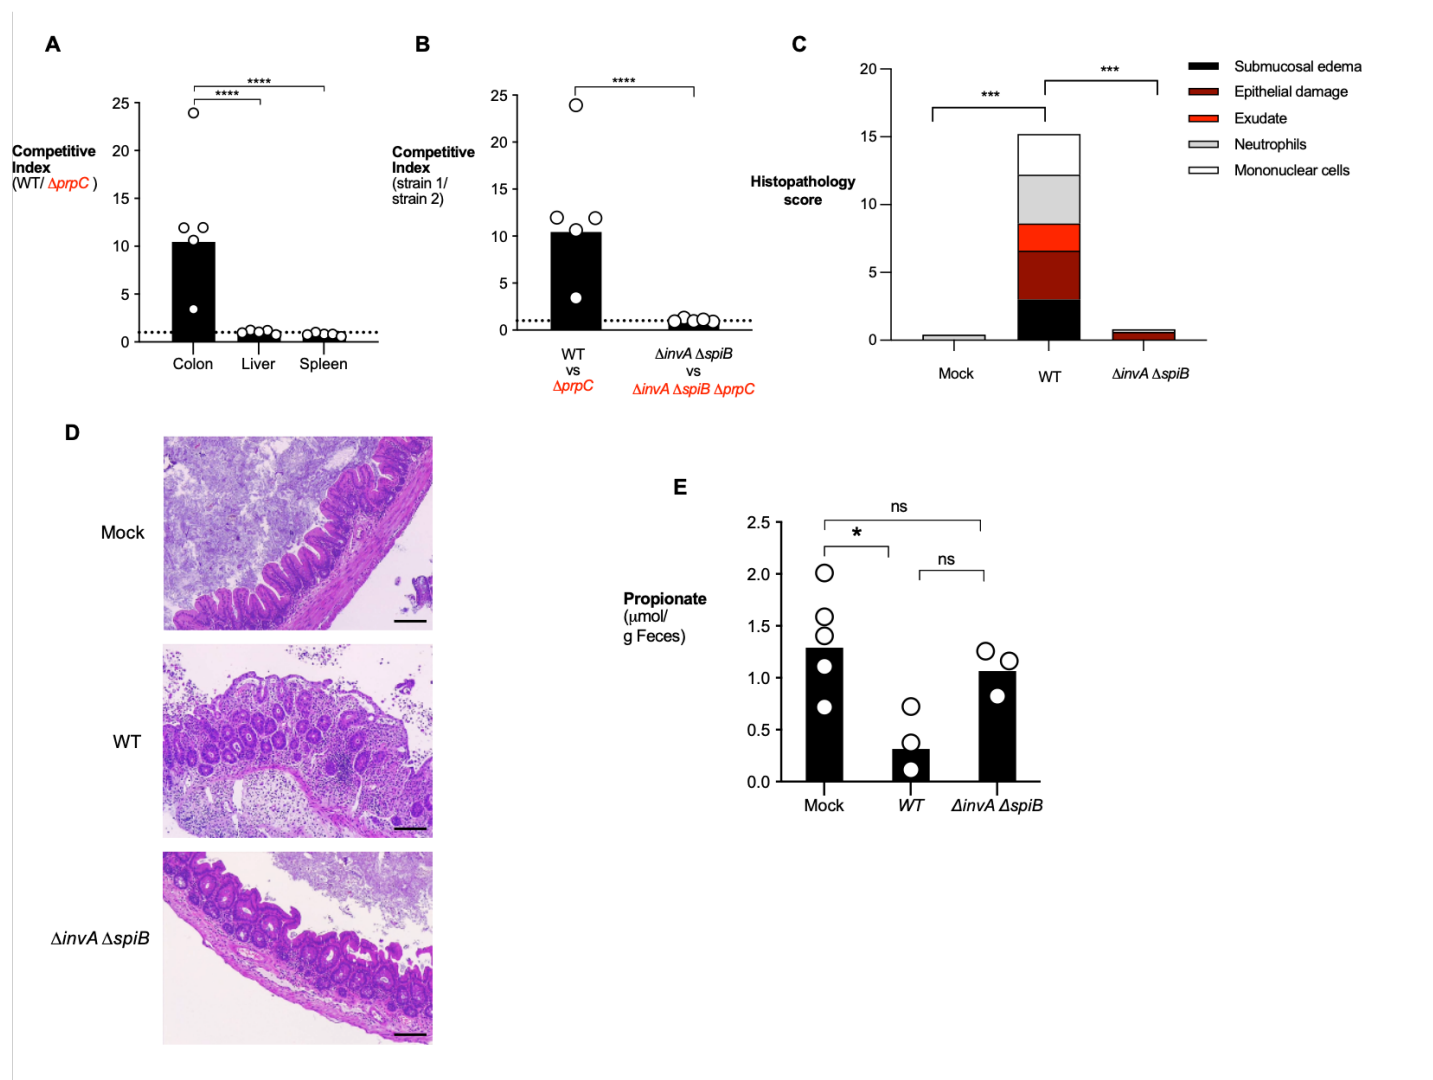 A
****
****
25
20
15
10
5
0
Competitive
Index
(WT/ ΔprpC )
Colon Liver Spleen
B
****
25
20
15
10
5
0
Competitive
Index
(strain 1/
strain 2)
WT
vs
ΔprpC
ΔinvA ΔspiB
vs
ΔinvA ΔspiB ΔprpC
C
***
***
20
15
10
5
0
Histopathology
score
Mock WT ΔinvA ΔspiB
Submucosal edema
Epithelial damage
Exudate
Neutrophils
Mononuclear cells
D
Mock
WT
ΔinvA ΔspiB
E
ns
*
ns
2.5
2.0
1.5
1.0
0.5
0.0
Propionate
(μmol/
g Feces)
Mock WT ΔinvA ΔspiB